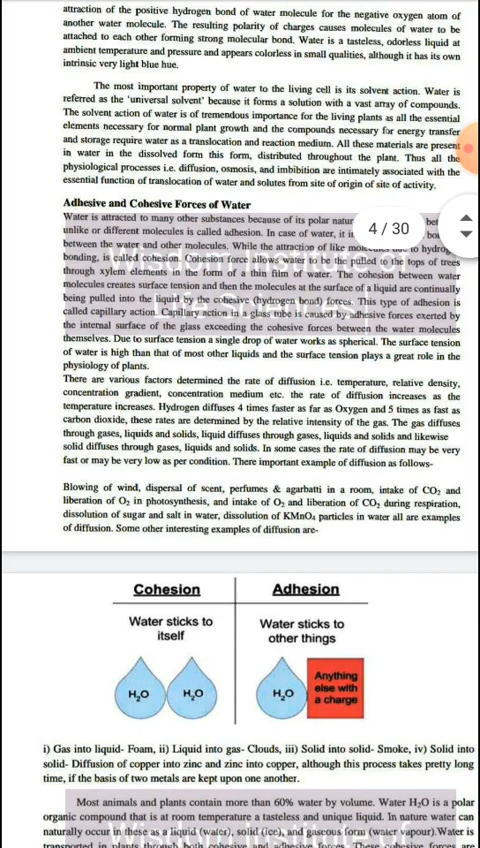 attraction of the positive hydrogen bond of water molecule for the negative oxygen atom of
another water molecule. The resulting polarity of charges causes molecules of water to be
attached to each other forming strong molecular bond. Water is a tasteless, odorless liquid at
ambient temperature and pressure and appears colorless in small qualities, although it has its own
intrinsic very light blue hue.
The most important property of water to the living cell is its solvent action. Water is
referred as the 'universal solvent' because it forms a solution with a vast array of compounds.
The solvent action of water is of tremendous importance for the living plants as all the essential
elements necessary for normal plant growth and the compounds necessary for energy transfer
and storage require water as a translocation and reaction medium. All these materials are present
in water in the dissolved form this form, distributed throughout the plant. Thus all the
physiological processes i.e. diffusion, osmosis, and imbibition are intimately associated with the
essential function of translocation of water and solutes from site of origin of site of activity.
Adhesive and Cohesive Forces of Water
Water is attracted to many other substances because of its polar natur
unlike or different molecules is called adhesion. In case of water, it in
4 / 30
between the water and other molecules. While the attraction of like molecules due to hydrog
bonding, is called cohesion. Cohesion force allows water to be pulled to the tops of trees
through xylem elements in the form of a thin film of water. The cohesion between water
molecules creates surface tension and then the molecules at the surface of a liquid are continually
being pulled into the liquid by the cohesive (hydrogen bond) forces. This type of adhesion is
called capillary action. Capillary action in a glass tube is caused by adhesive forces exerted by
the internal surface of the glass exceeding the cohesive forces between the water molecules
themselves. Due to surface tension a single drop of water works as spherical. The surface tension
of water is high than that of most other liquids and the surface tension plays a great role in the
physiology of plants.
There are various factors determined the rate of diffusion i.e. temperature, relative density,
concentration gradient, concentration medium etc. the rate of diffusion increases as the
temperature increases. Hydrogen diffuses 4 times faster as far as Oxygen and 5 times as fast as
carbon dioxide, these rates are determined by the relative intensity of the gas. The gas diffuses
through gases, liquids and solids, liquid diffuses through gases, liquids and solids and likewise
solid diffuses through gases, liquids and solids. In some cases the rate of diffusion may be very
fast or may be very low as per condition. There important example of diffusion as follows-
Blowing of wind, dispersal of scent, perfumes & agarbatti in a room, intake of CO₂ and
liberation of O₂ in photosynthesis, and intake of O₂ and liberation of CO₂ during respiration,
dissolution of sugar and salt in water, dissolution of KMnO₄ particles in water all are examples
of diffusion. Some other interesting examples of diffusion are-
Cohesion Adhesion
Water sticks to itself
Water sticks to other things
H₂O H₂O H₂O
Anything
else with
a charge
i) Gas into liquid- Foam, ii) Liquid into gas- Clouds, iii) Solid into solid- Smoke, iv) Solid into
solid- Diffusion of copper into zinc and zinc into copper, although this process takes pretty long
time, if the basis of two metals are kept upon one another.
Most animals and plants contain more than 60% water by volume. Water H₂O is a polar
organic compound that is at room temperature a tasteless and unique liquid. In nature water can
naturally occur in these as a liquid (water), solid (ice), and gaseous form (water vapour).Water is
transported in plants through both cohesive and adhesive forces. These cohesive forces are